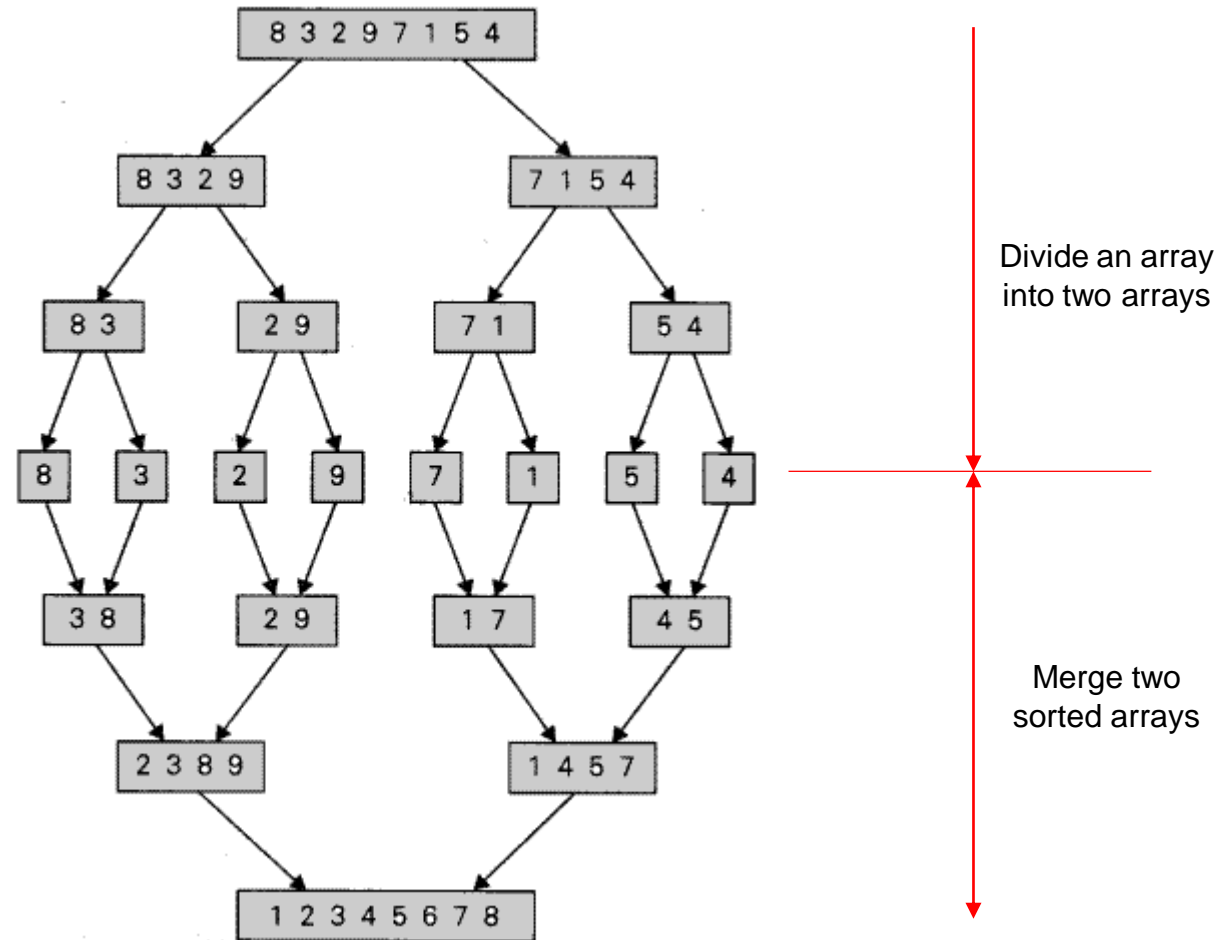 8 3 2 9 7 1 5 4
8 3 2 9
7 1 5 4
Divide an array
into two arrays
8 3
2 9
7 1
5 4
8
3
2
9
7
1
5
4
3 8
2 9
1 7
4 5
Merge two
sorted arrays
2 3 8 9
1 4 5 7
1 2 3 4 5 6 7 8